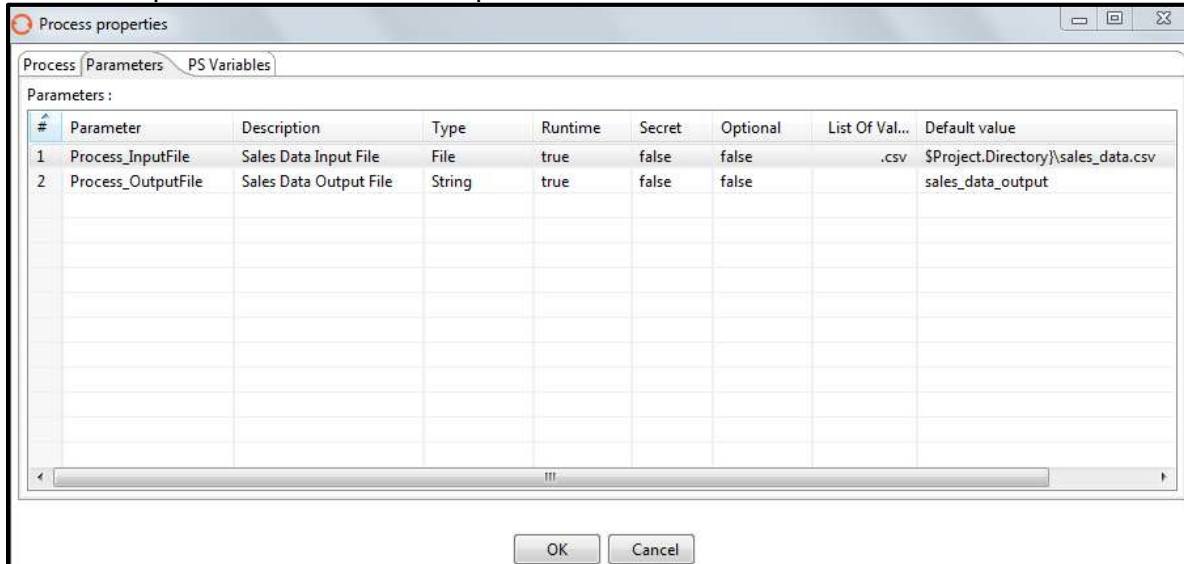 Process properties
Process Parameters PS Variables
Parameters :
# Parameter Description Type Runtime Secret Optional List Of Val... Default value
1 Process_InputFile Sales Data Input File File true false false .csv $Project.Directory}\sales_data.csv
2 Process_OutputFile Sales Data Output File String true false false sales_data_output
OK Cancel